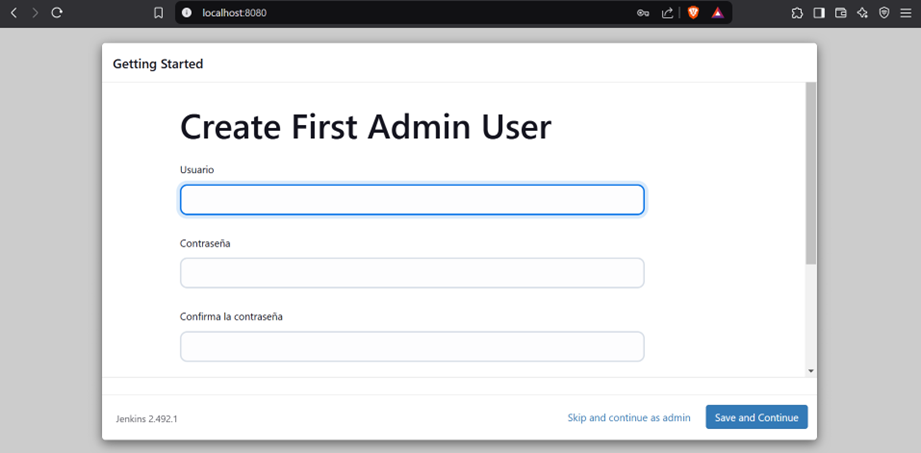 localhost:8080
Getting Started
Create First Admin User
Usuario
Contraseña
Confirma la contraseña
Jenkins 2.492.1
Skip and continue as admin
Save and Continue